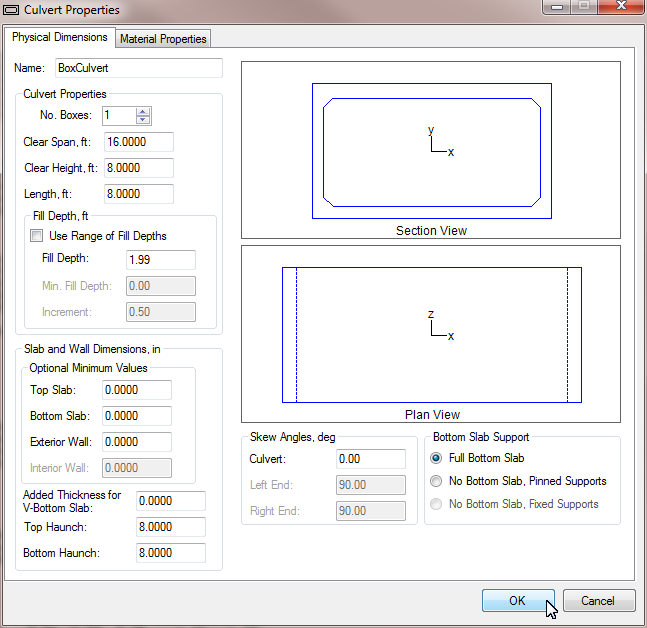 Culvert Properties
Physical Dimensions
Material Properties
Name: BoxCulvert
Culvert Properties
No. Boxes: 1
Clear Span, ft: 16.0000
Clear Height, ft: 8.0000
Length, ft: 8.0000
Fill Depth, ft
Use Range of Fill Depths
Fill Depth: 1.99
Min. Fill Depth: 0.00
Increment: 0.50
Slab and Wall Dimensions, in
Optional Minimum Values
Top Slab: 0.0000
Bottom Slab: 0.0000
Exterior Wall: 0.0000
Interior Wall: 0.0000
Added Thickness for
V-Bottom Slab: 0.0000
Top Haunch: 8.0000
Bottom Haunch: 8.0000
y
x
Section View
z
x
Plan View
Skew Angles, deg
Culvert: 0.00
Left End: 90.00
Right End: 90.00
Bottom Slab Support
Full Bottom Slab
No Bottom Slab, Pinned Supports
No Bottom Slab, Fixed Supports
OK
Cancel